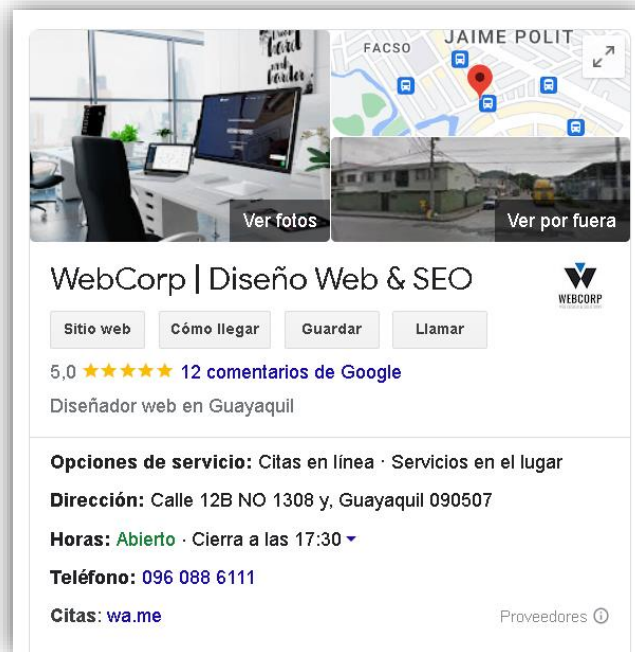 JAIME POLIT
FACSO
Ver fotos
Ver por fuera
WebCorp | Diseño Web & SEO
WEBCORP
Sitio web
Cómo llegar
Guardar
Llamar
5,0 ★★★★★ 12 comentarios de Google
Diseñador web en Guayaquil
Opciones de servicio: Citas en línea · Servicios en el lugar
Dirección: Calle 12B NO 1308 y, Guayaquil 090507
Horas: Abierto · Cierra a las 17:30
Teléfono: 096 088 6111
Citas: wa.me
Proveedores